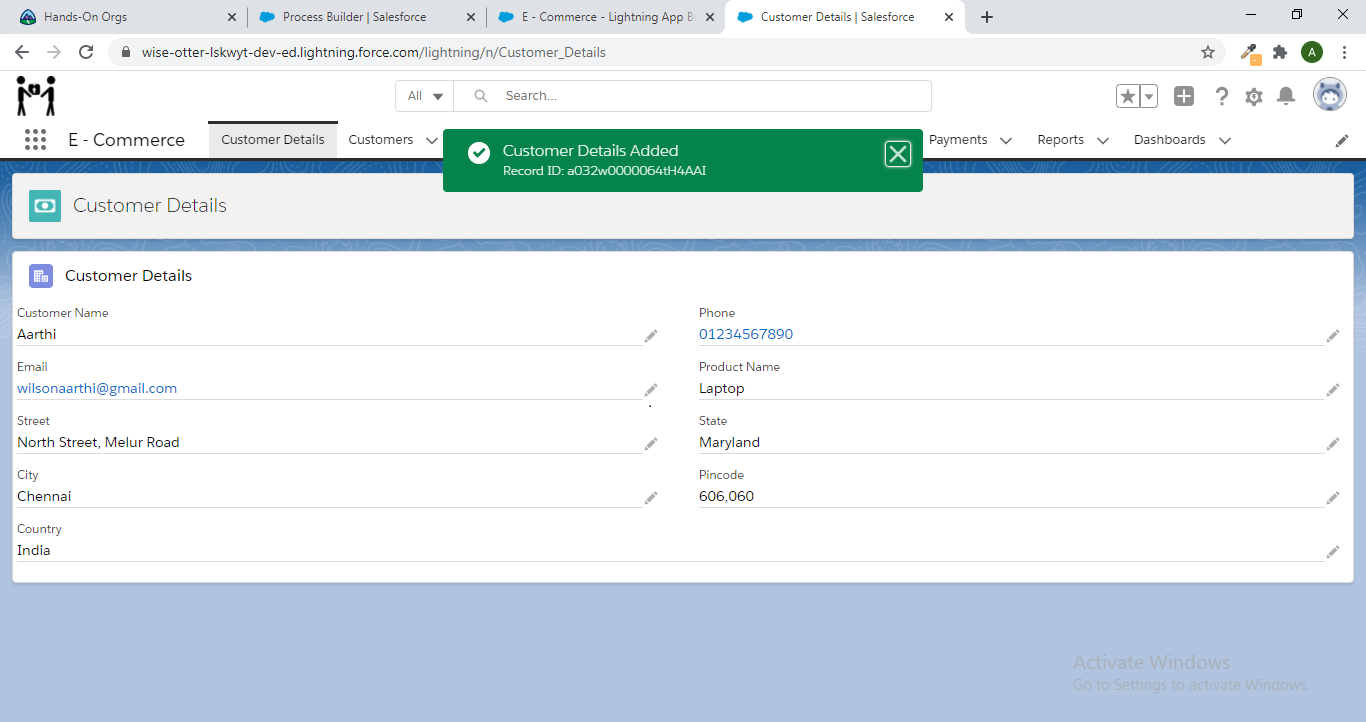 Hands-On Orgs
Process Builder | Salesforce
E - Commerce - Lightning App B
Customer Details | Salesforce
wise-otter-lskwyt-dev-ed.lightning.force.com/lightning/n/Customer_Details
A
All
Search...
E - Commerce
Customer Details
Customers
Payments
Reports
Dashboards
Customer Details Added
Record ID: a032w0000064tH4AAI
Customer Details
Customer Details
Customer Name
Aarthi
Phone
01234567890
Email
wilsonaarthi@gmail.com
Product Name
Laptop
Street
North Street, Melur Road
State
Maryland
City
Chennai
Pincode
606,060
Country
India
Activate Windows
Go to Settings to activate Windows.